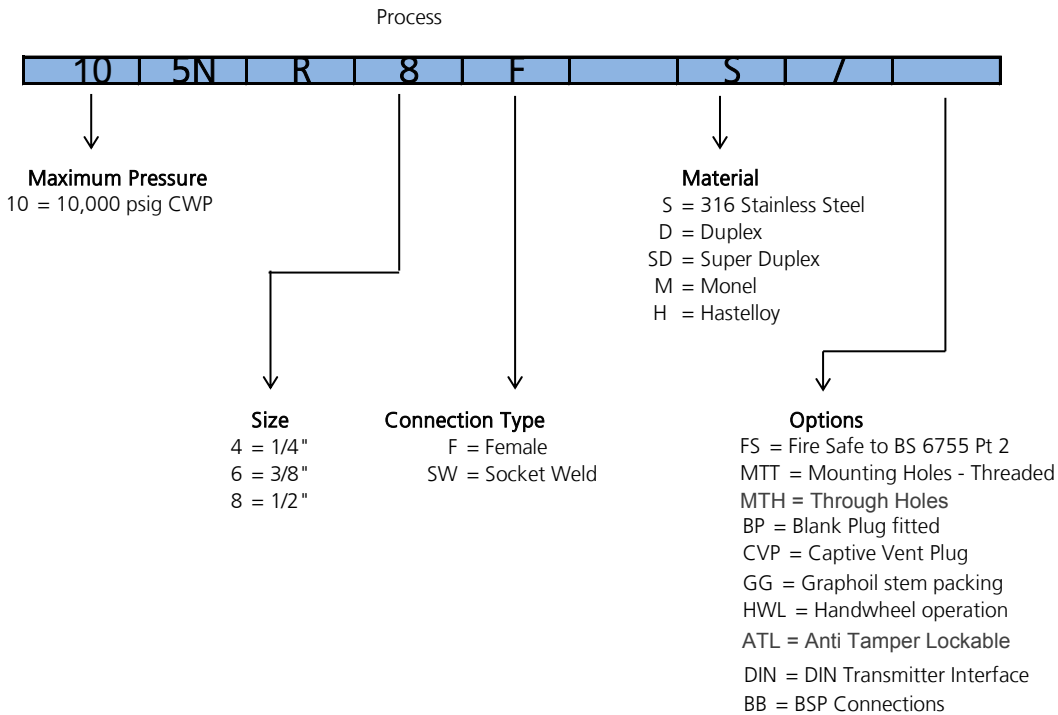 Process
10 5N R 8 F S /
Maximum Pressure
10 = 10,000 psig CWP
Material
S = 316 Stainless Steel
D = Duplex
SD = Super Duplex
M = Monel
H = Hastelloy
Size
4 = 1/4"
6 = 3/8"
8 = 1/2"
Connection Type
F = Female
SW = Socket Weld
Options
FS = Fire Safe to BS 6755 Pt 2
MTT = Mounting Holes - Threaded
MTH = Through Holes
BP = Blank Plug fitted
CVP = Captive Vent Plug
GG = Graphoil stem packing
HWL = Handwheel operation
ATL = Anti Tamper Lockable
DIN = DIN Transmitter Interface
BB = BSP Connections